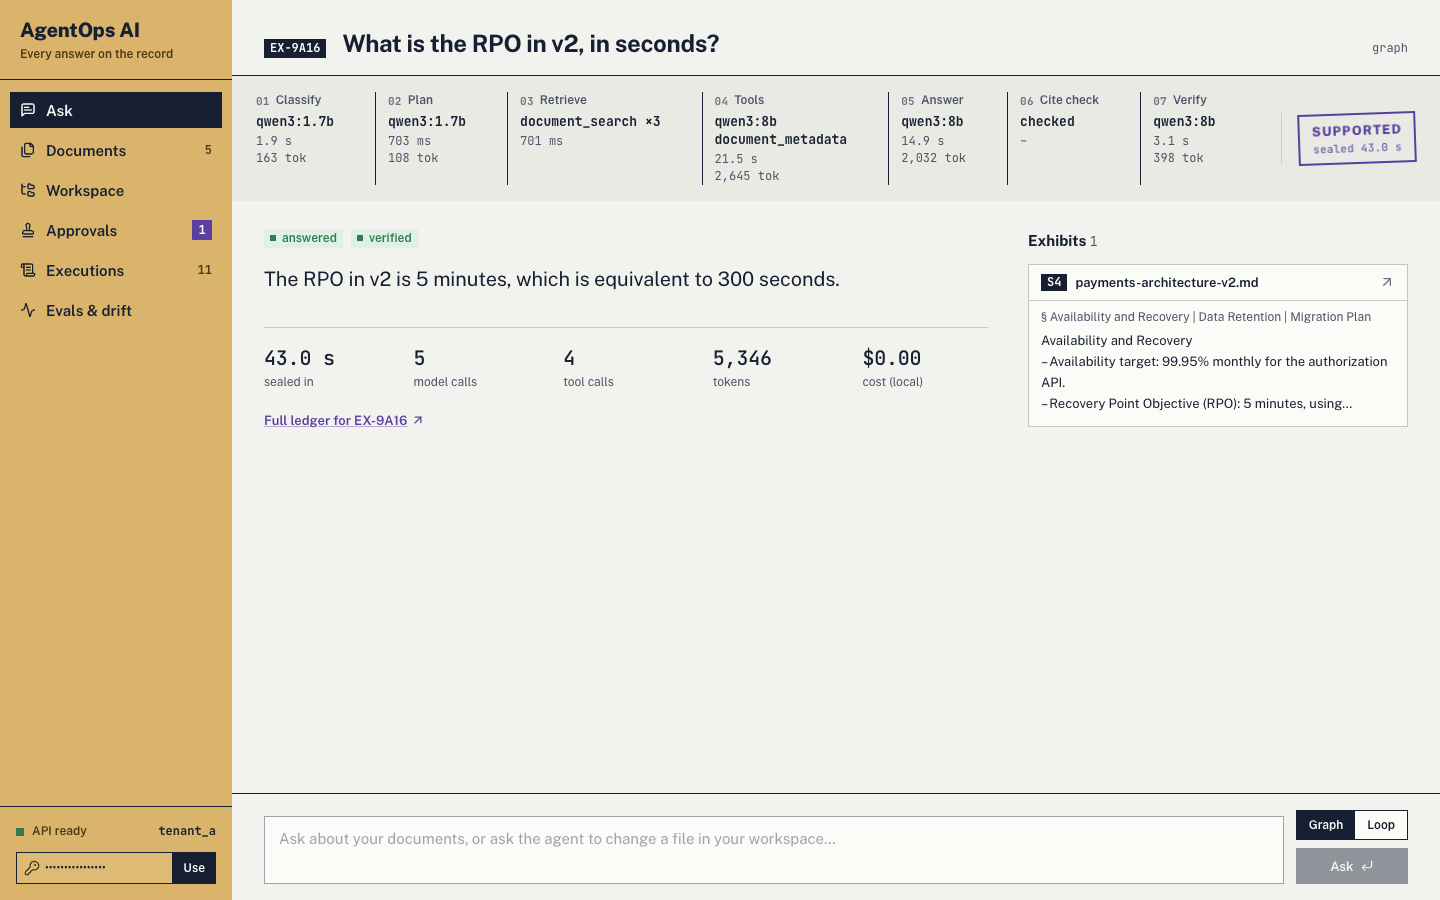 AgentOps AI
Every answer on the record
Ask
Documents 5
Workspace
Approvals 1
Executions 11
Evals & drift
API ready tenant_a
•••••••••••••••• Use
EX-9A16 What is the RPO in v2, in seconds? graph
01 Classify
qwen3:1.7b
1.9 s
163 tok
02 Plan
qwen3:1.7b
703 ms
108 tok
03 Retrieve
document_search ×3
701 ms
04 Tools
qwen3:8b
document_metadata
21.5 s
2,645 tok
05 Answer
qwen3:8b
14.9 s
2,032 tok
06 Cite check
checked
–
07 Verify
qwen3:8b
3.1 s
398 tok
SUPPORTED
sealed 43.0 s
answered verified
The RPO in v2 is 5 minutes, which is equivalent to 300 seconds.
43.0 s
sealed in
5
model calls
4
tool calls
5,346
tokens
$0.00
cost (local)
Full ledger for EX-9A16
Exhibits 1
S4 payments-architecture-v2.md
§ Availability and Recovery | Data Retention | Migration Plan
Availability and Recovery
– Availability target: 99.95% monthly for the authorization
API.
– Recovery Point Objective (RPO): 5 minutes, using...
Ask about your documents, or ask the agent to change a file in your workspace...
Graph Loop
Ask